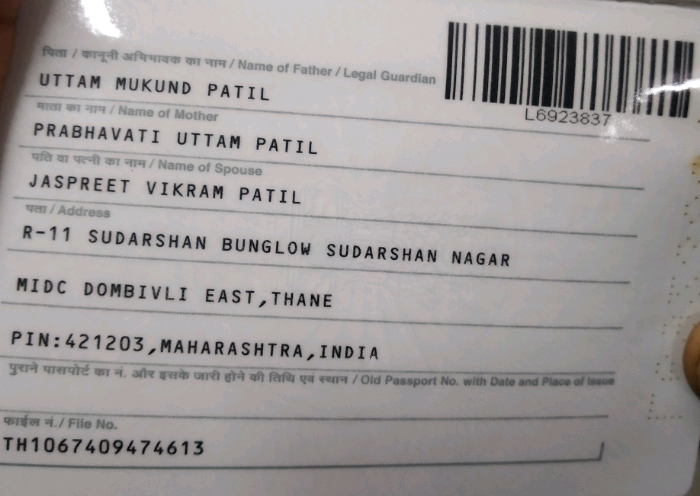 पिता / कानूनी अभिभावक का नाम / Name of Father / Legal Guardian
UTTAM MUKUND PATIL
L6923837
माता का नाम / Name of Mother
PRABHAVATI UTTAM PATIL
पति या पत्नी का नाम / Name of Spouse
JASPREET VIKRAM PATIL
पता / Address
R-11 SUDARSHAN BUNGLOW SUDARSHAN NAGAR
MIDC DOMBIVLI EAST,THANE
PIN:421203,MAHARASHTRA,INDIA
पुराने पासपोर्ट का नं. और इसके जारी होने की तिथि एवं स्थान / Old Passport No. with Date and Place of Issue
फाईल नं./ File No.
TH1067409474613